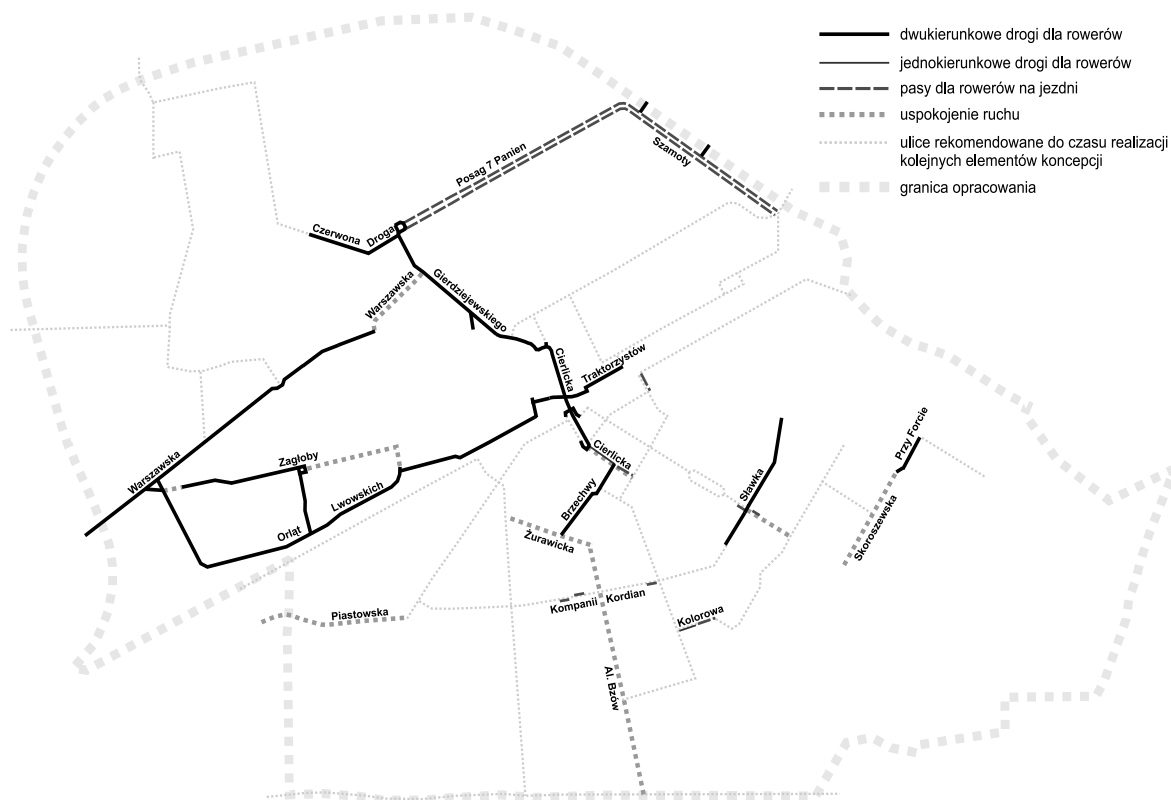 dwukierunkowe drogi dla rowerów
jednokierunkowe drogi dla rowerów
pasy dla rowerów na jezdni
uspokojenie ruchu
ulice rekomendowane do czasu realizacji
kolejnych elementów koncepcji
granica opracowania
Posag 7 Panien
Szamoty
Czerwona
Droga
Warszawska
Gierdziejewskiego
Cierlicka
Traktorzystów
Przy Forcie
Cierlicka
Zagłoby
Warszawska
Sławka
Brzechwy
Lwowskich
Orląt
Żurawicka
Skoroszewska
Kompanii
Kordian
Piastowska
Kolorowa
Al. Bzów